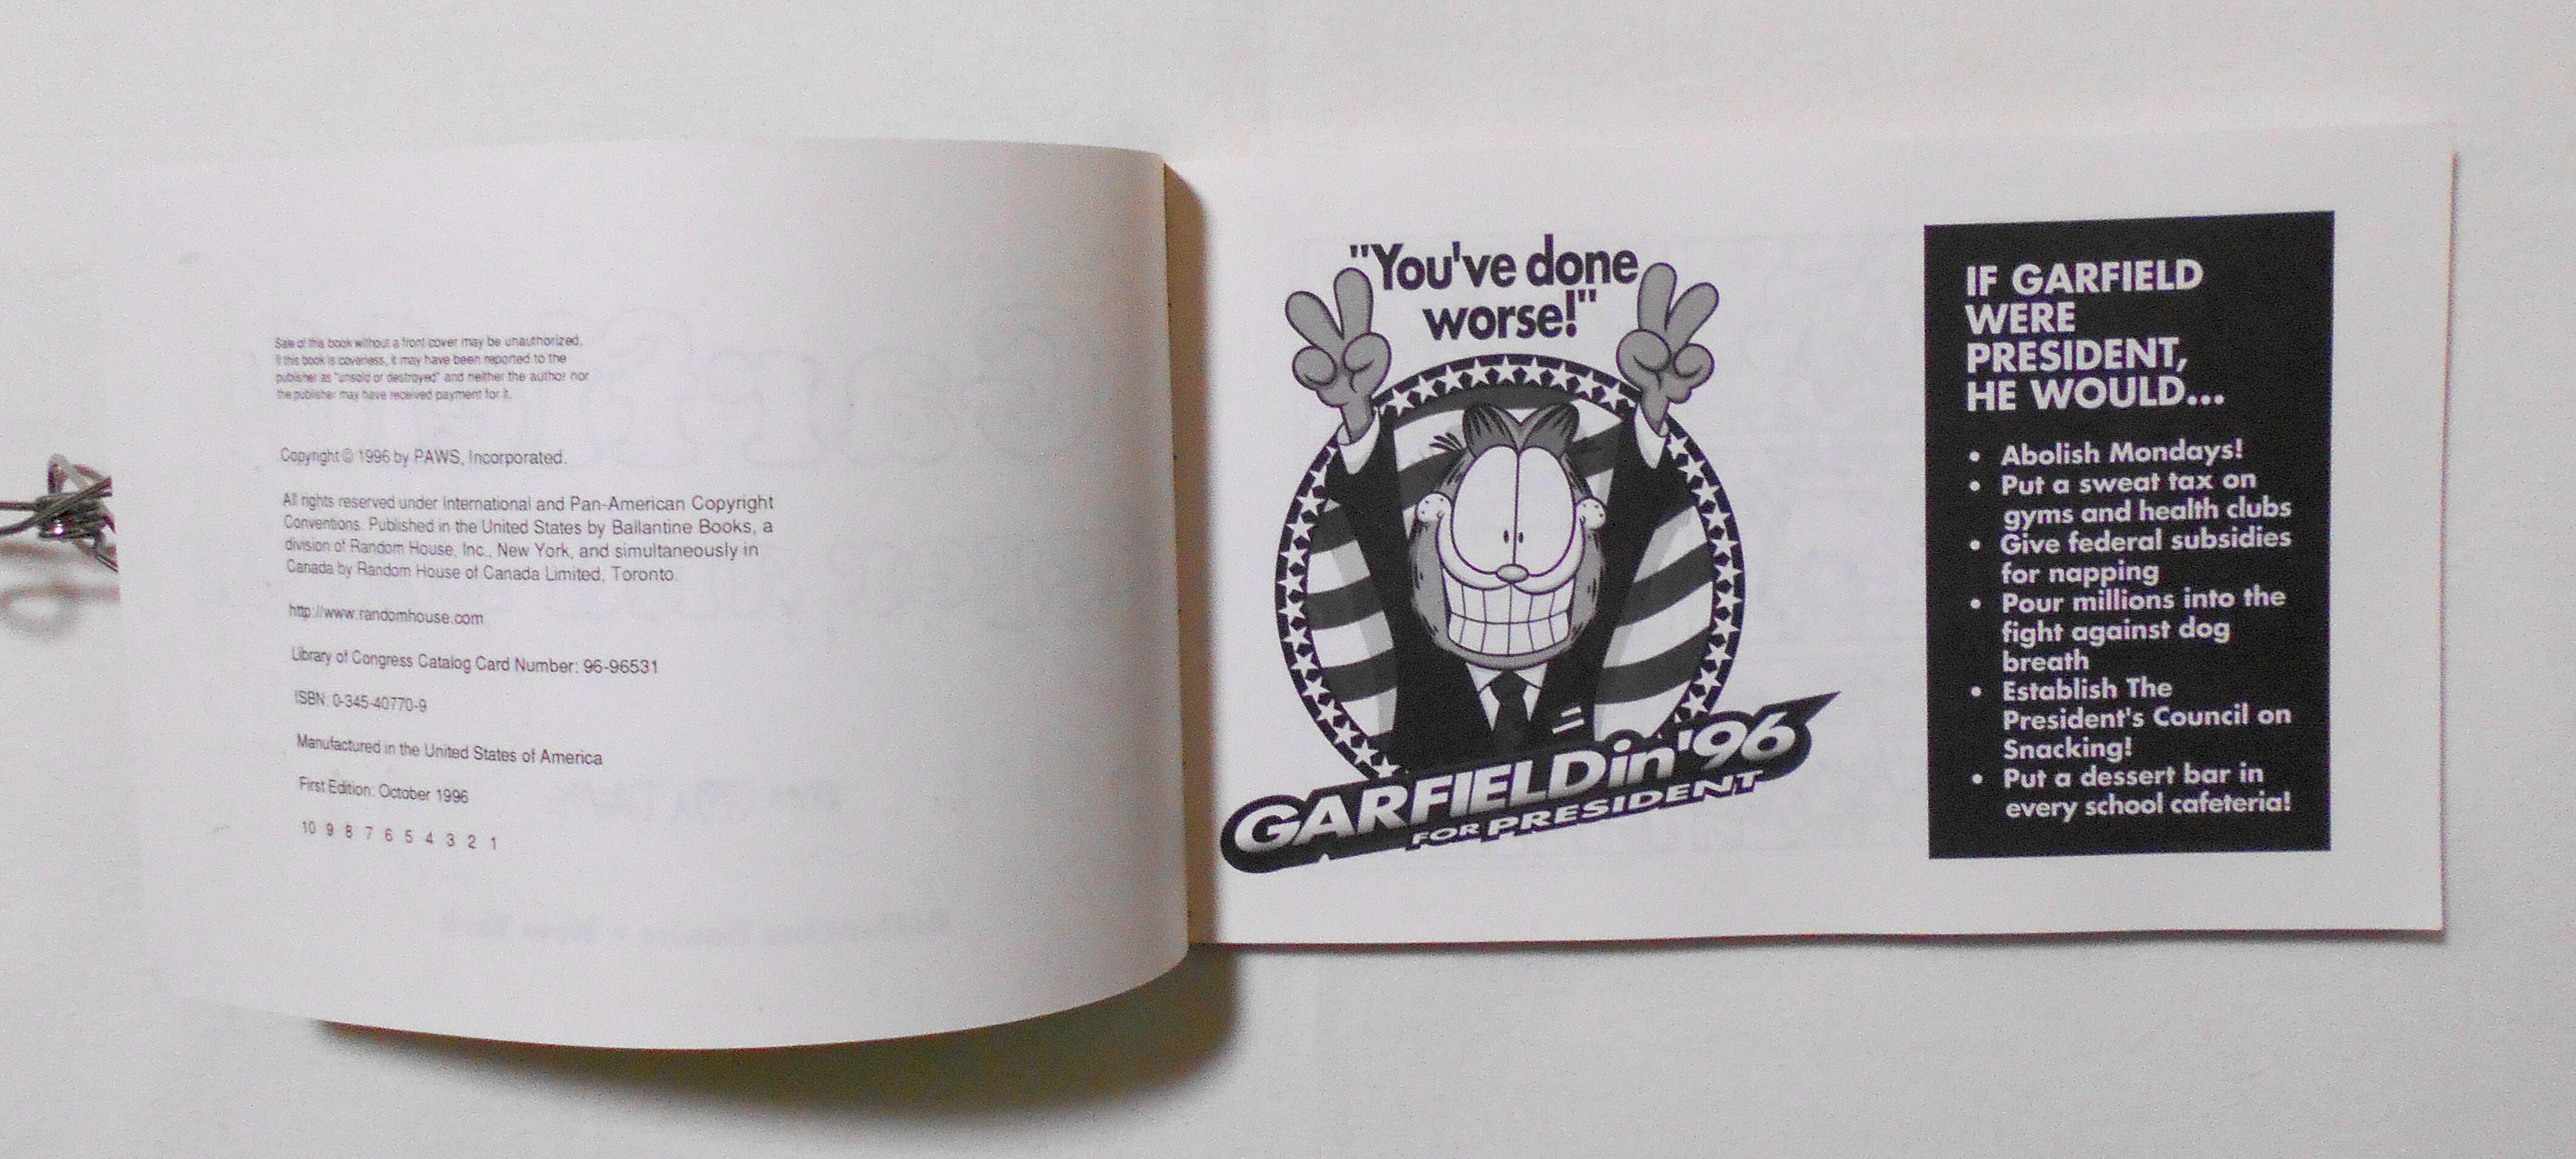 Sale of this book without a front cover may be unauthorized.
If this book is coverless, it may have been reported to the
publisher as "unsold or destroyed" and neither the author nor
the publisher may have received payment for it.
Copyright © 1996 by PAWS, Incorporated.
All rights reserved under International and Pan-American Copyright
Conventions. Published in the United States by Ballantine Books, a
division of Random House, Inc., New York, and simultaneously in
Canada by Random House of Canada Limited, Toronto.
http://www.randomhouse.com
Library of Congress Catalog Card Number: 96-96531
ISBN: 0-345-40770-9
Manufactured in the United States of America
First Edition: October 1996
10 9 8 7 6 5 4 3 2 1
"You've done
worse!"
GARFIELD in '96
FOR PRESIDENT
IF GARFIELD
WERE
PRESIDENT,
HE WOULD...
• Abolish Mondays!
• Put a sweat tax on
gyms and health clubs
• Give federal subsidies
for napping
• Pour millions into the
fight against dog
breath
• Establish The
President's Council on
Snacking!
• Put a dessert bar in
every school cafeteria!